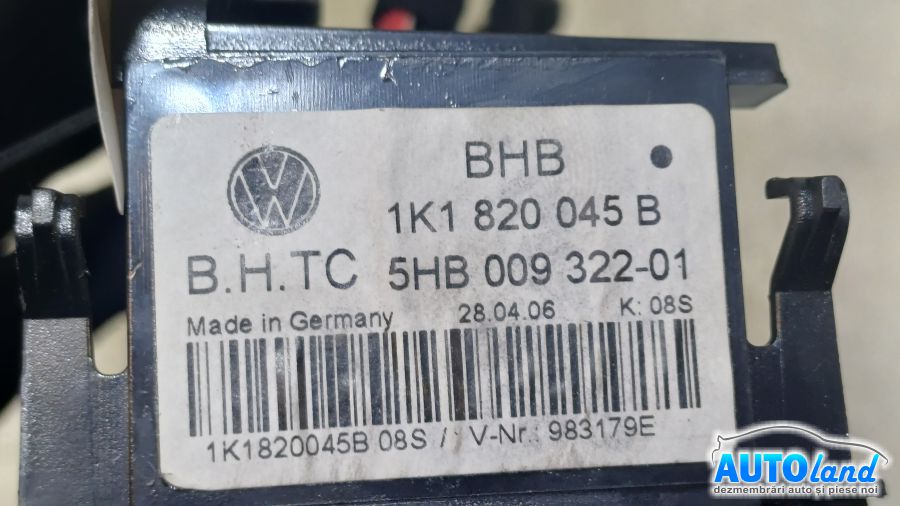 BHB
1K1 820 045 B
B.H.TC 5HB 009 322-01
Made in Germany 28.04.06 K: 08S
1K1820045B 08S / V-Nr.: 983179E
AUTOland
dezmembrări auto și piese noi